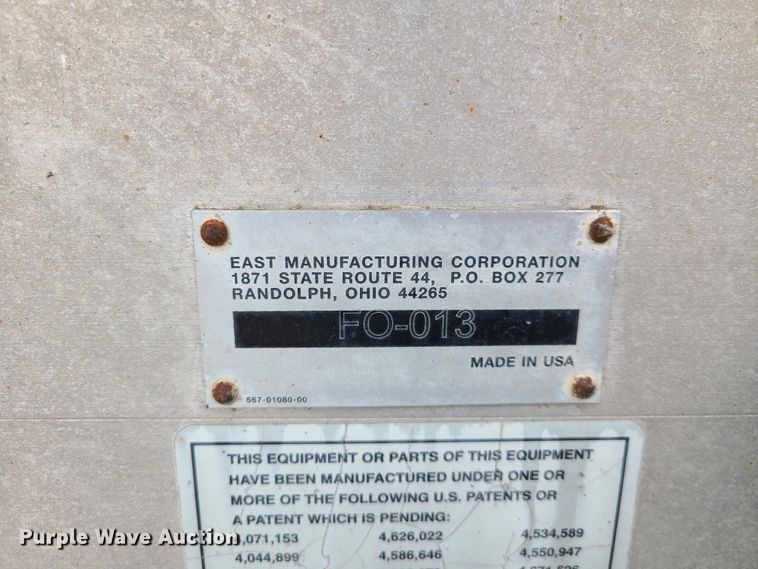 EAST MANUFACTURING CORPORATION
1871 STATE ROUTE 44, P.O. BOX 277
RANDOLPH, OHIO 44265
FO-013
MADE IN USA
567-01080-00
THIS EQUIPMENT OR PARTS OF THIS EQUIPMENT
HAVE BEEN MANUFACTURED UNDER ONE OR
MORE OF THE FOLLOWING U.S. PATENTS OR
A PATENT WHICH IS PENDING:
4,626,022 4,534,589
4,044,899 4,586,646 4,550,947
Purple Wave Auction